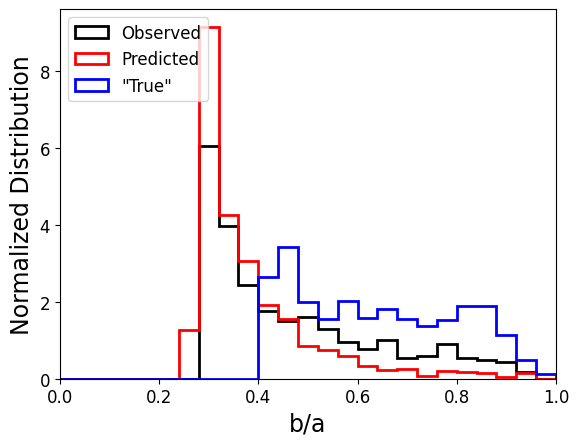 Observed
Predicted
"True"
Normalized Distribution
8
6
4
2
0
0.0 0.2 0.4 0.6 0.8 1.0
b/a